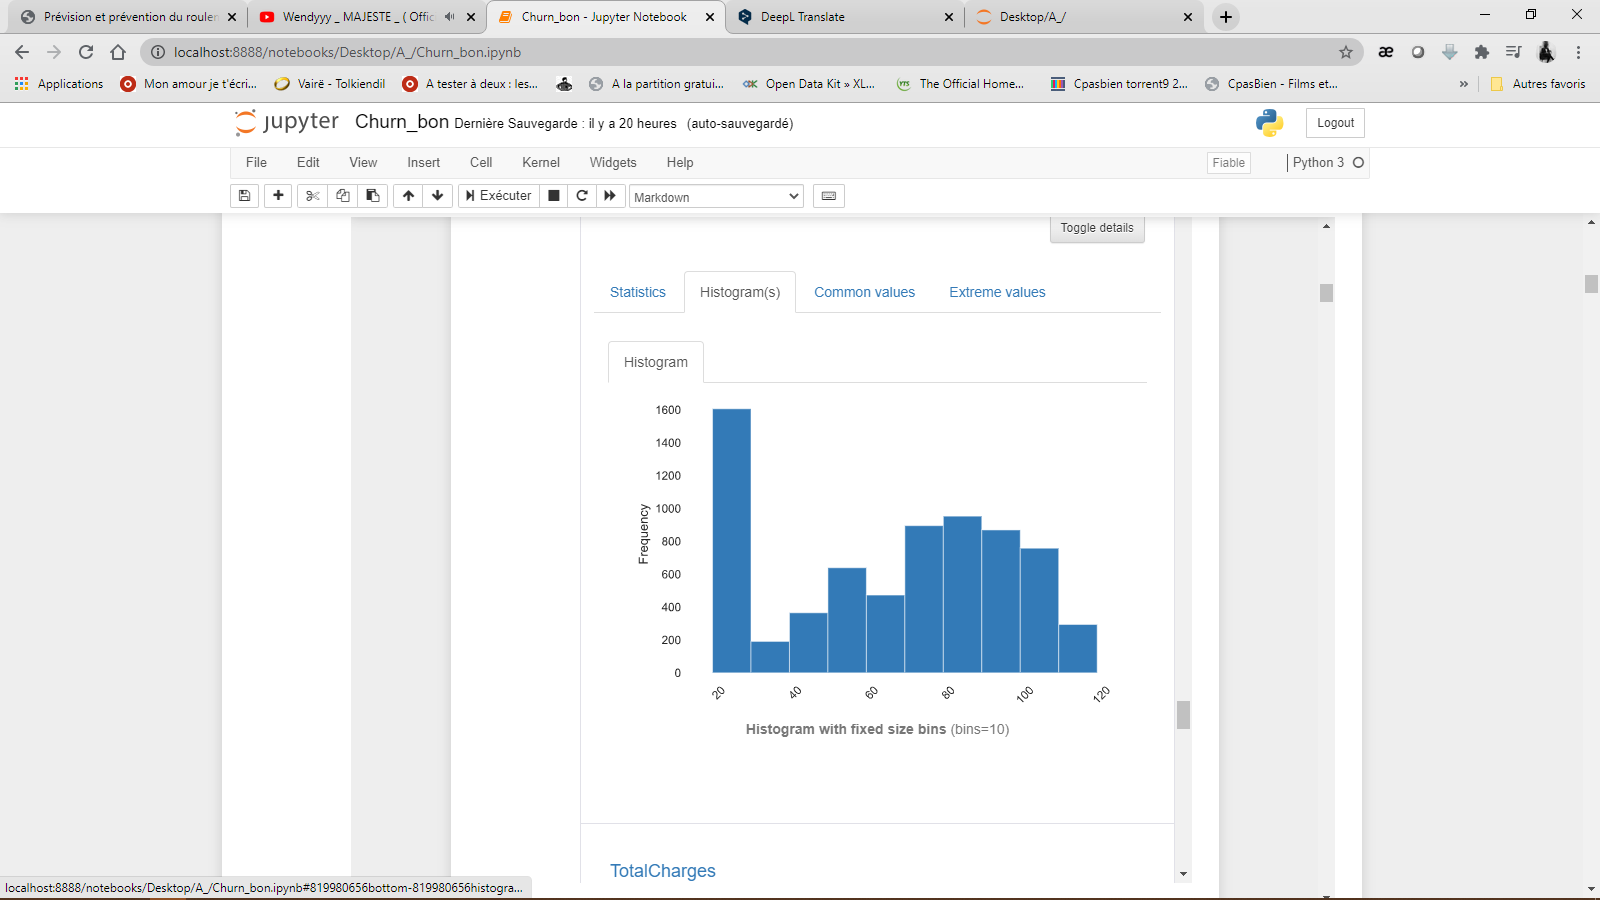 Prévision et prévention du rouler
Wendyyy _ MAJESTE _ ( Offic
Churn_bon - Jupyter Notebook
DeepL Translate
Desktop/A_/
localhost:8888/notebooks/Desktop/A_/Churn_bon.ipynb
Applications
Mon amour je t'écri...
Vairë - Tolkiendil
A tester à deux : les...
A la partition gratui...
Open Data Kit » XL...
The Official Home...
Cpasbien torrent9 2...
CpasBien - Films et...
»
Autres favoris
jupyter Churn_bon Dernière Sauvegarde : il y a 20 heures (auto-sauvegardé)
Logout
File Edit View Insert Cell Kernel Widgets Help
Fiable
Python 3
Exécuter
Markdown
Toggle details
Statistics Histogram(s) Common values Extreme values
Histogram
1600
1400
1200
1000
800
600
400
200
0
Frequency
20 40 60 80 100 120
Histogram with fixed size bins (bins=10)
TotalCharges
localhost:8888/notebooks/Desktop/A_/Churn_bon.ipynb#819980656bottom-819980656histogra...